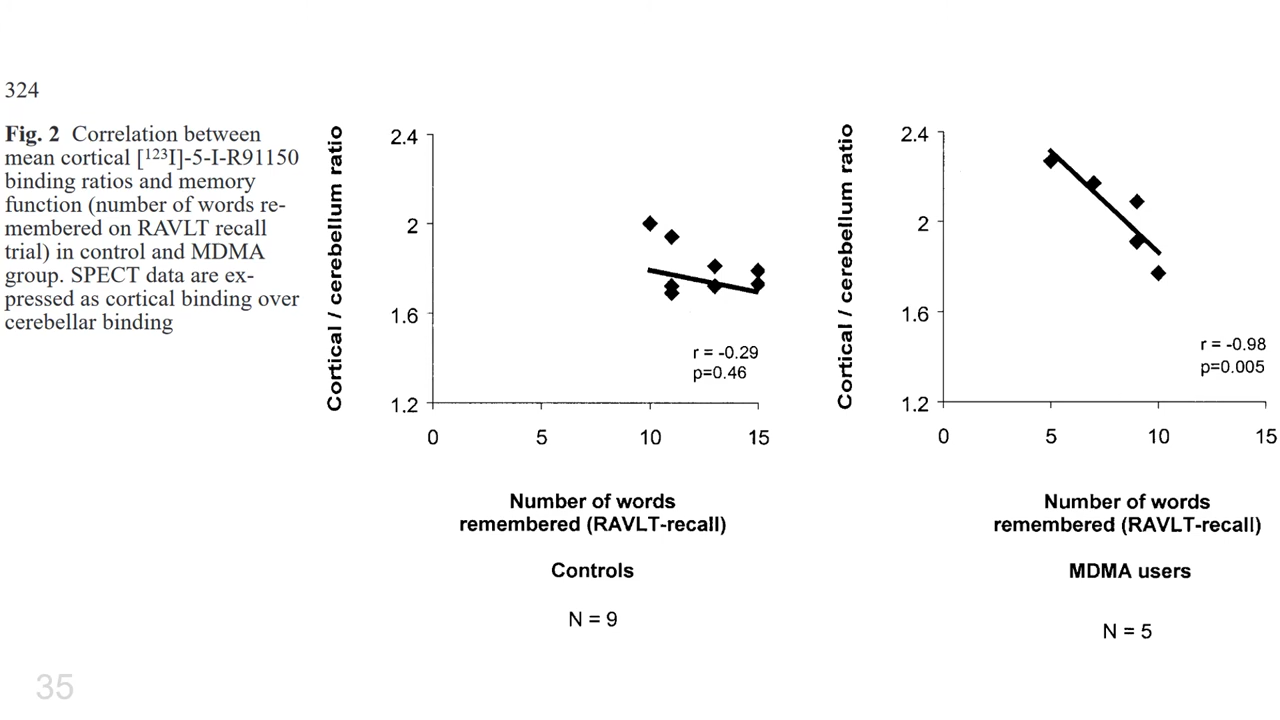 324
Fig. 2 Correlation between
mean cortical [¹²³I]-5-I-R91150
binding ratios and memory
function (number of words re-
membered on RAVLT recall
trial) in control and MDMA
group. SPECT data are ex-
pressed as cortical binding over
cerebellar binding
Cortical / cerebellum ratio
2.4
2
1.6
1.2
0 5 10 15
r = -0.29
p=0.46
Number of words
remembered (RAVLT-recall)
Controls
N = 9
Cortical / cerebellum ratio
2.4
2
1.6
1.2
0 5 10 15
r = -0.98
p=0.005
Number of words
remembered (RAVLT-recall)
MDMA users
N = 5
35